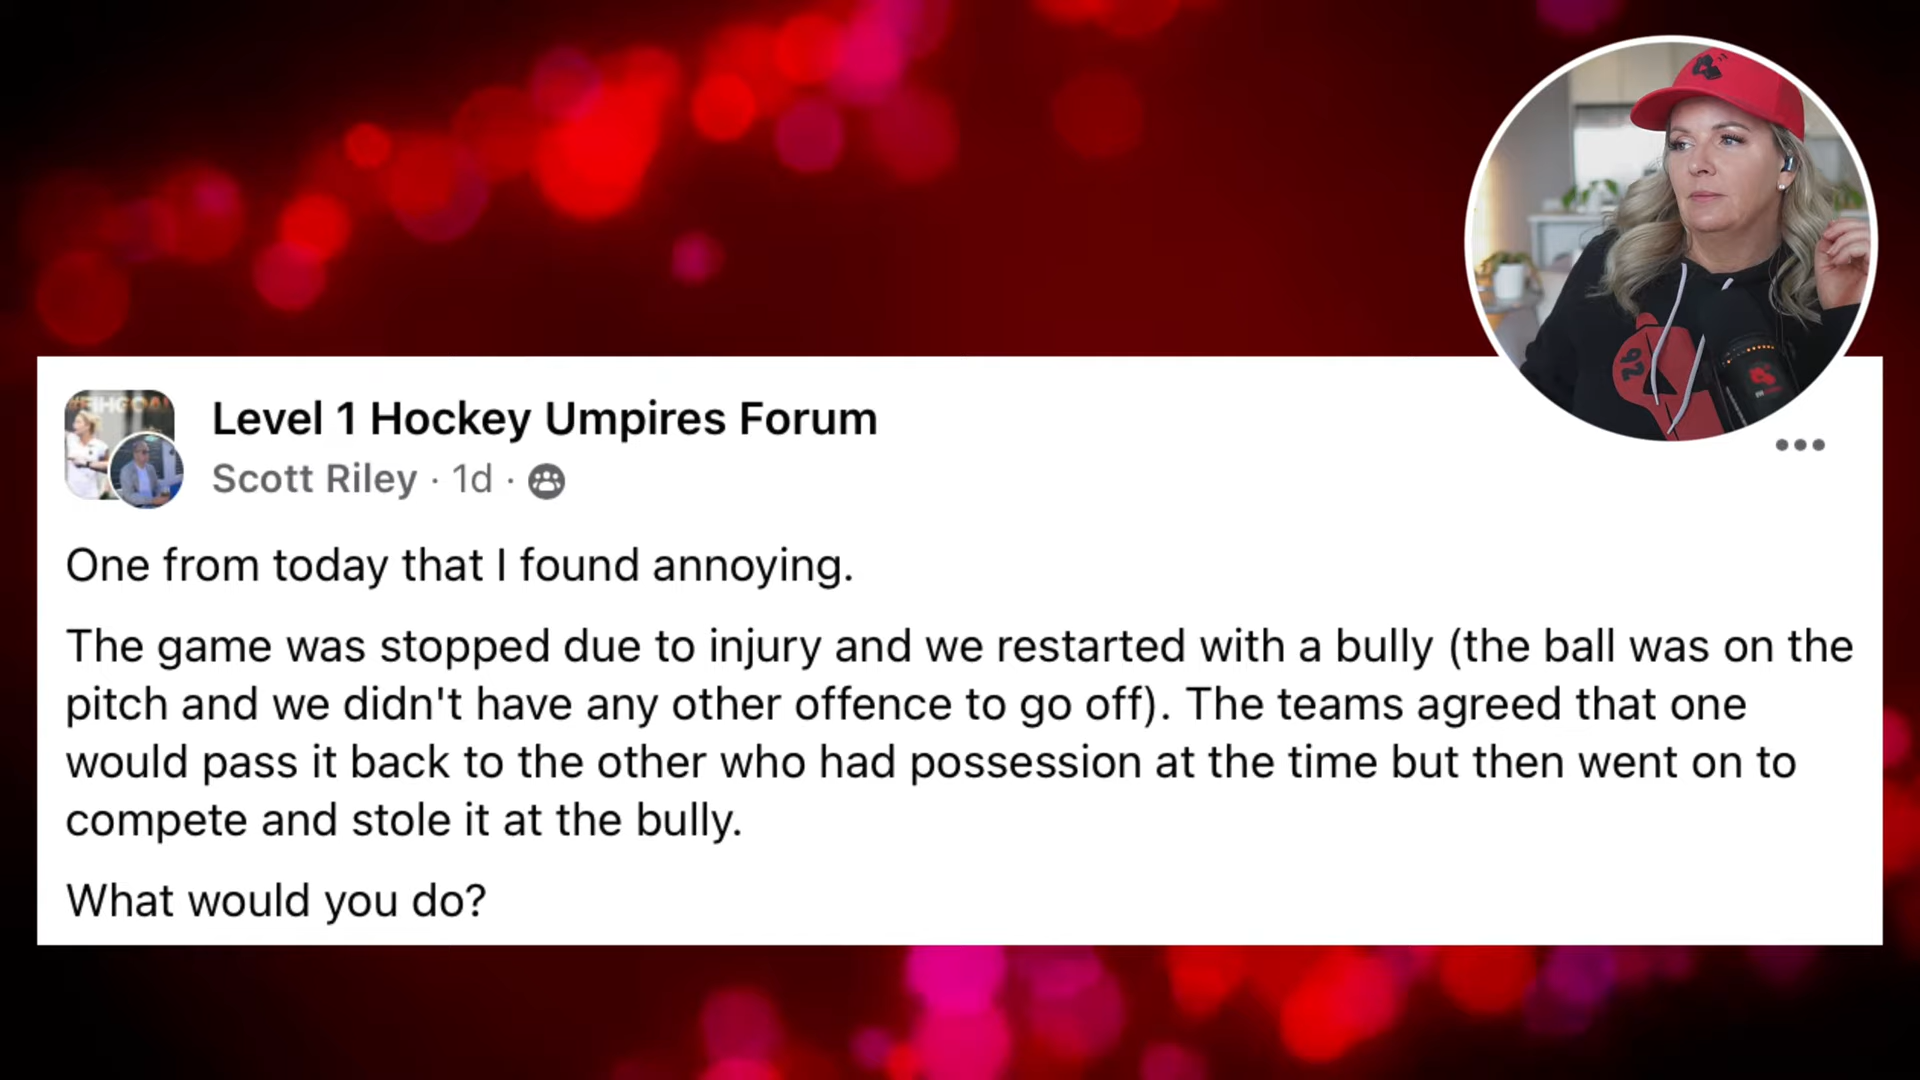 #FIHGOA
Level 1 Hockey Umpires Forum
Scott Riley · 1d ·
One from today that I found annoying.
The game was stopped due to injury and we restarted with a bully (the ball was on the
pitch and we didn't have any other offence to go off). The teams agreed that one
would pass it back to the other who had possession at the time but then went on to
compete and stole it at the bully.
What would you do?
92